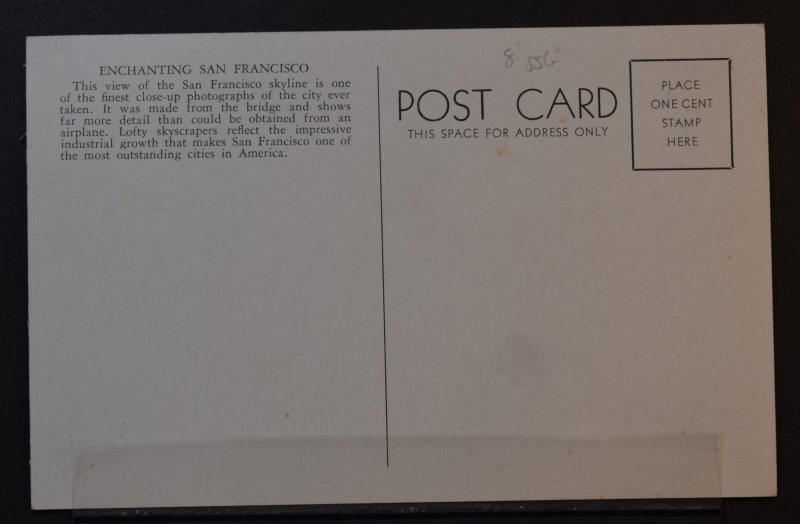 ENCHANTING SAN FRANCISCO
This view of the San Francisco skyline is one
of the finest close-up photographs of the city ever
taken. It was made from the bridge and shows
far more detail than could be obtained from an
airplane. Lofty skyscrapers reflect the impressive
industrial growth that makes San Francisco one of
the most outstanding cities in America.
POST CARD
THIS SPACE FOR ADDRESS ONLY
PLACE
ONE CENT
STAMP
HERE